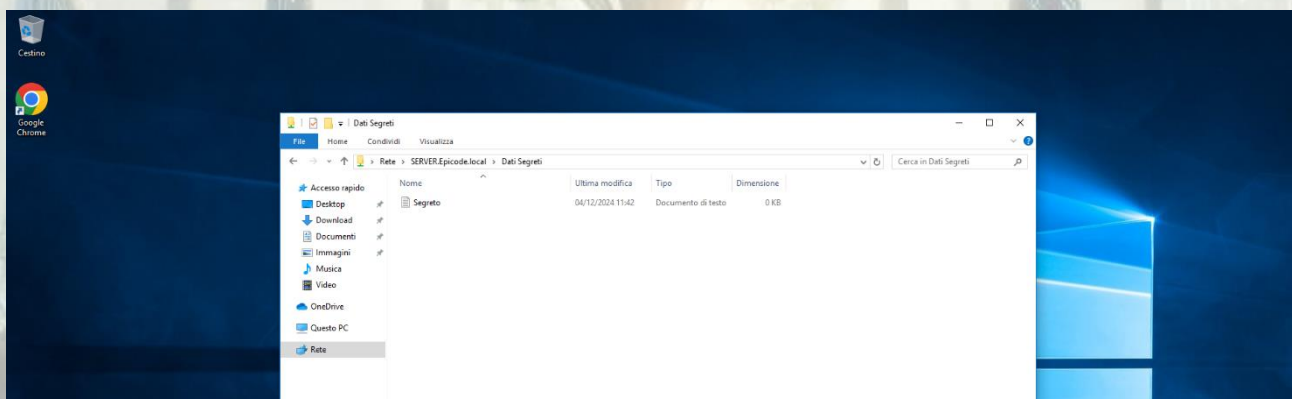 Cestino
Google
Chrome
Dati Segreti
File Home Condividi Visualizza
Rete > SERVER.Epicode.local > Dati Segreti
Cerca in Dati Segreti
Nome Ultima modifica Tipo Dimensione
Segreto 04/12/2024 11:42 Documento di testo 0 KB
Accesso rapido
Desktop
Download
Documenti
Immagini
Musica
Video
OneDrive
Questo PC
Rete